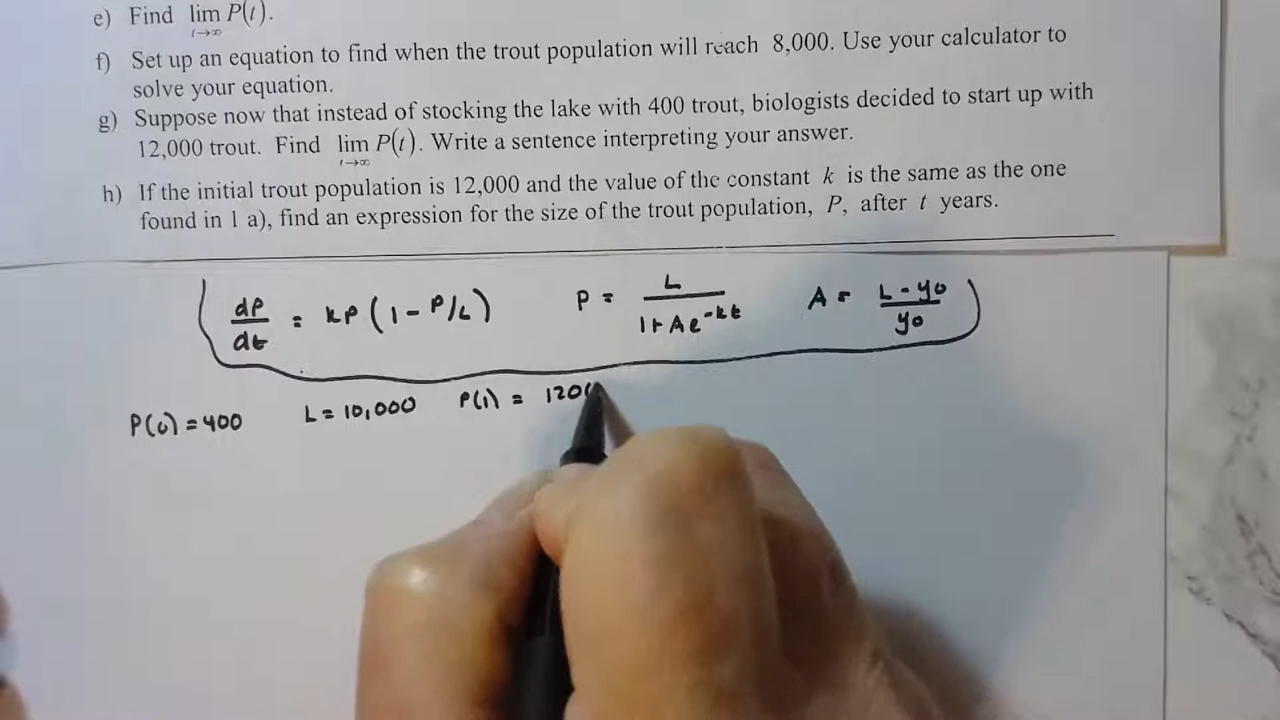 e) Find lim P(t).
t→∞
f) Set up an equation to find when the trout population will reach 8,000. Use your calculator to
solve your equation.
g) Suppose now that instead of stocking the lake with 400 trout, biologists decided to start up with
12,000 trout. Find lim P(t). Write a sentence interpreting your answer.
t→∞
h) If the initial trout population is 12,000 and the value of the constant k is the same as the one
found in 1 a), find an expression for the size of the trout population, P, after t years.
dP/dt = kP(1 - P/L) P = L/(1+Ae^-kt) A = (L-y0)/y0
P(0)=400 L=10,000 P(1) = 120